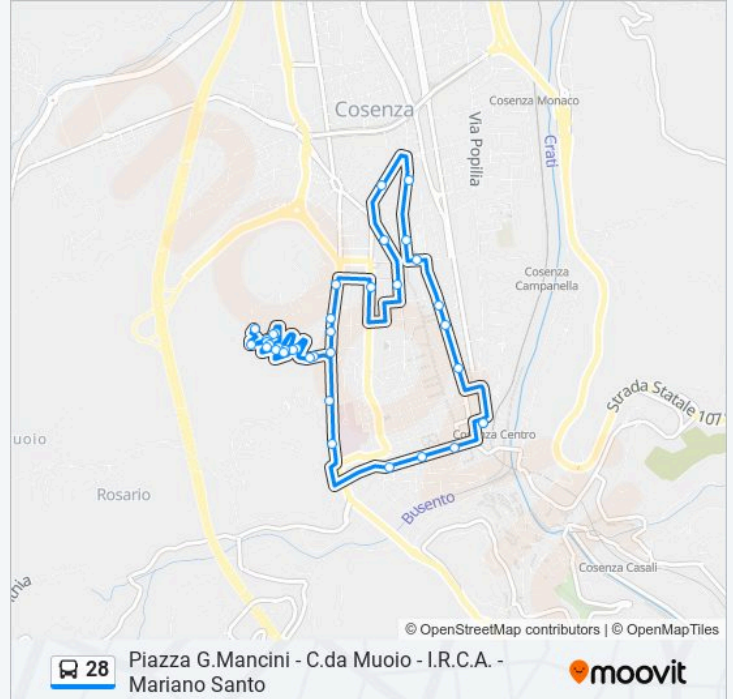 Cosenza
Cosenza Monaco
Via Popilia
Crati
Cosenza
Campanella
Strada Statale 107
uoio
Cosenza Centro
Rosario
Busento
Cosenza Casali
© OpenStreetMap contributors | © OpenMapTiles
28
Piazza G.Mancini - C.da Muoio - I.R.C.A. -
Mariano Santo
moovit